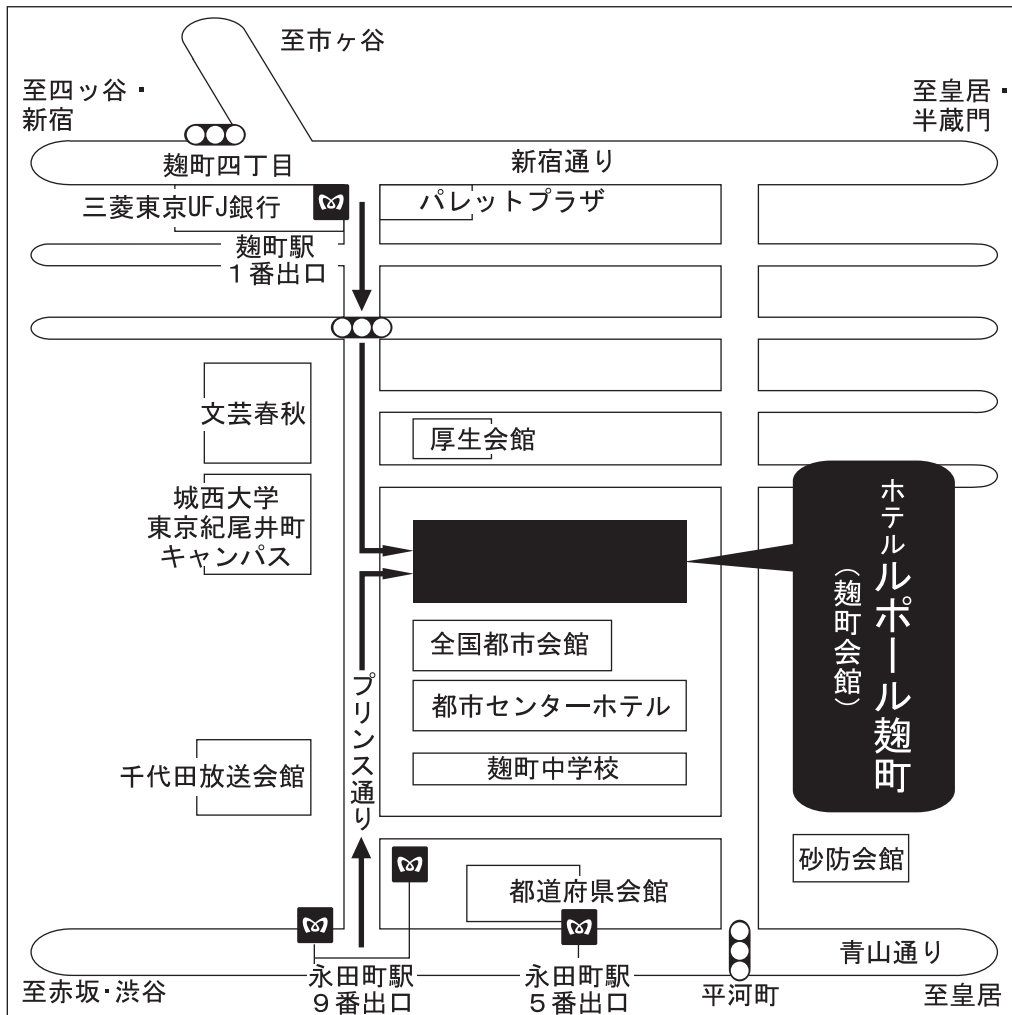 至市ヶ谷
至四ッ谷・
新宿
至皇居・
半蔵門
麹町四丁目
新宿通り
三菱東京UFJ銀行
パレットプラザ
麹町駅
1番出口
文芸春秋
厚生会館
城西大学
東京紀尾井町
キャンパス
ホテル
ルポール麹町
(麹町会館)
全国都市会館
都市センターホテル
プリンス通り
麹町中学校
千代田放送会館
砂防会館
都道府県会館
青山通り
至赤坂・渋谷
永田町駅
9番出口
永田町駅
5番出口
平河町
至皇居